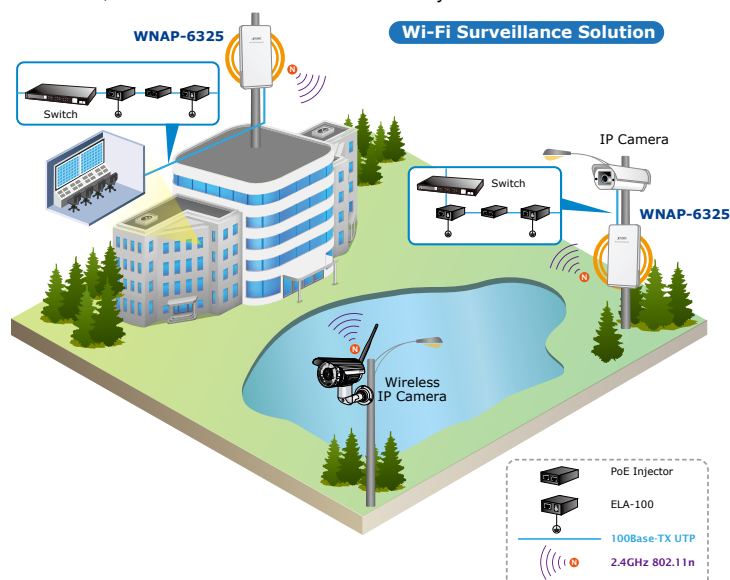 WNAP-6325
Wi-Fi Surveillance Solution
N
Switch
IP Camera
Switch
WNAP-6325
N
N
Wireless
IP Camera
PoE Injector
ELA-100
100Base-TX UTP
N
2.4GHz 802.11n